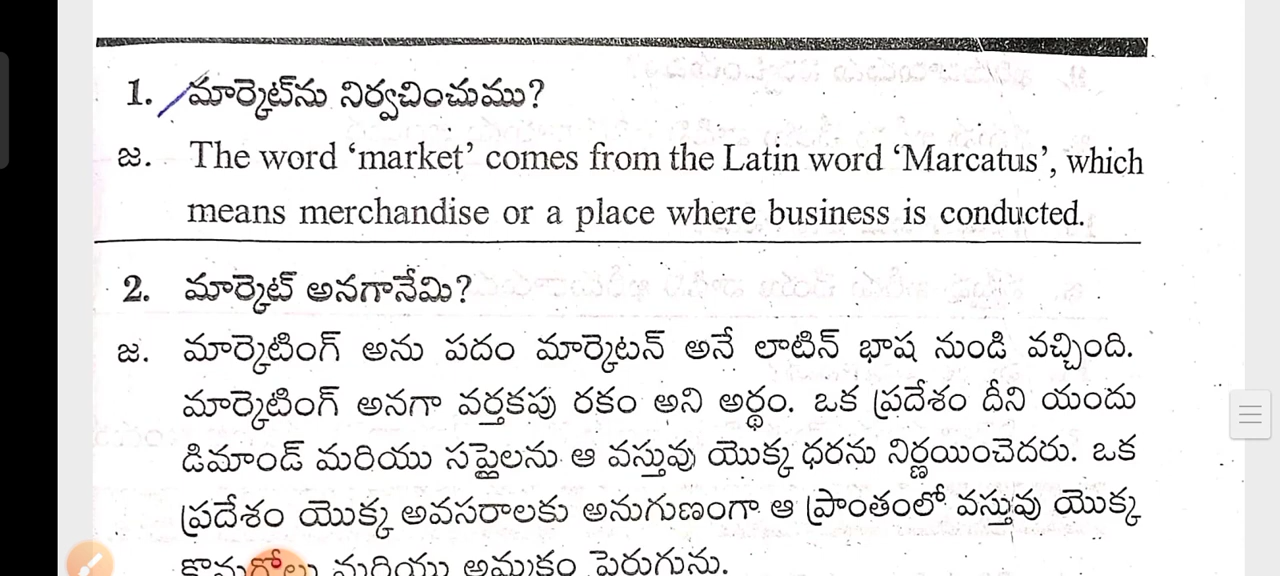 1. మార్కెట్‌ను నిర్వచించుము?
జ. The word ‘market’ comes from the Latin word ‘Marcatus’, which
means merchandise or a place where business is conducted.
2. మార్కెట్ అనగానేమి?
జ. మార్కెటింగ్ అను పదం మార్కెటన్ అనే లాటిన్ భాష నుండి వచ్చింది.
మార్కెటింగ్ అనగా వర్తకపు రకం అని అర్థం. ఒక ప్రదేశం దీని యందు
డిమాండ్ మరియు సప్లైలను ఆ వస్తువు యొక్క ధరను నిర్ణయించెదరు. ఒక
ప్రదేశం యొక్క అవసరాలకు అనుగుణంగా ఆ ప్రాంతంలో వస్తువు యొక్క
కొనుగోలు మరియు అమ్మకం పెరుగును.